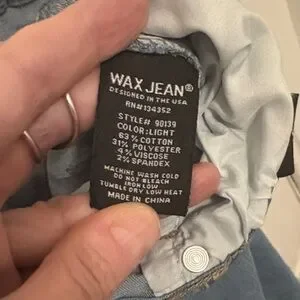 WAX JEAN®
DESIGNED IN THE USA
RN#134352
STYLE# 90139
COLOR:LIGHT
63% COTTON
31% POLYESTER
4% VISCOSE
2% SPANDEX
MACHINE WASH COLD
DO NOT BLEACH
IRON LOW
TUMBLE DRY LOW HEAT
MADE IN CHINA